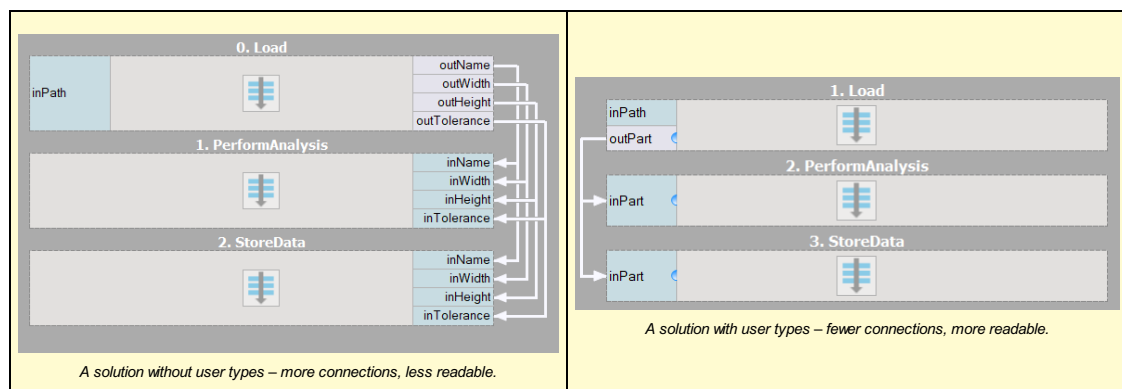 0. Load
inPath
outName
outWidth
outHeight
outTolerance
1. PerformAnalysis
inName
inWidth
inHeight
inTolerance
2. StoreData
inName
inWidth
inHeight
inTolerance
A solution without user types – more connections, less readable.
1. Load
inPath
outPart
2. PerformAnalysis
inPart
3. StoreData
inPart
A solution with user types – fewer connections, more readable.